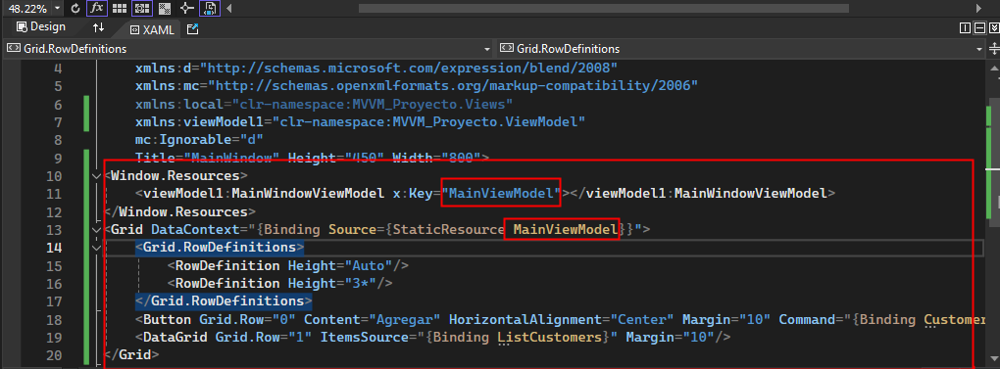 48.22%
Design XAML
Grid.RowDefinitions Grid.RowDefinitions
4 xmlns:d="http://schemas.microsoft.com/expression/blend/2008"
5 xmlns:mc="http://schemas.openxmlformats.org/markup-compatibility/2006"
6 xmlns:local="clr-namespace:MVVM_Proyecto.Views"
7 xmlns:viewModel1="clr-namespace:MVVM_Proyecto.ViewModel"
8 mc:Ignorable="d"
9 Title="MainWindow" Height="450" Width="800">
10 <Window.Resources>
11 <viewModel1:MainWindowViewModel x:Key="MainViewModel"></viewModel1:MainWindowViewModel>
12 </Window.Resources>
13 <Grid DataContext="{Binding Source={StaticResource MainViewModel}}">
14 <Grid.RowDefinitions>
15 <RowDefinition Height="Auto"/>
16 <RowDefinition Height="3*"/>
17 </Grid.RowDefinitions>
18 <Button Grid.Row="0" Content="Agregar" HorizontalAlignment="Center" Margin="10" Command="{Binding Customer
19 <DataGrid Grid.Row="1" ItemsSource="{Binding ListCustomers}" Margin="10"/>
20 </Grid>